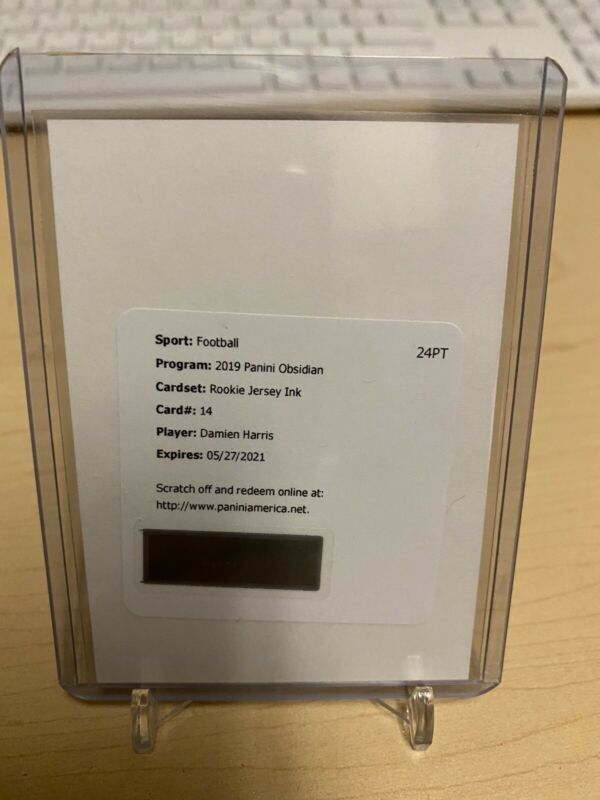 Sport: Football
24PT
Program: 2019 Panini Obsidian
Cardset: Rookie Jersey Ink
Card#: 14
Player: Damien Harris
Expires: 05/27/2021
Scratch off and redeem online at:
http://www.paniniamerica.net.